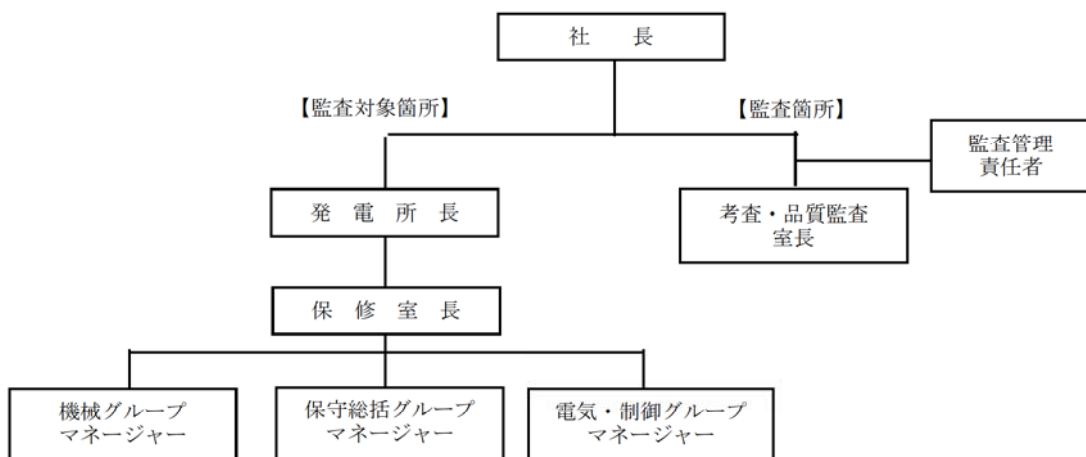 社　　長
【監査対象箇所】
【監査箇所】
監査管理
責任者
発　電　所　長
考査・品質監査
室長
保　修　室　長
機械グループ
マネージャー
保守総括グループ
マネージャー
電気・制御グループ
マネージャー